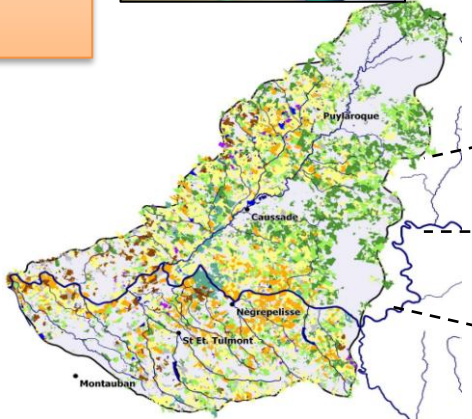 Puylaroque
Caussade
Nègrepelisse
St Et. Tulmont
Montauban